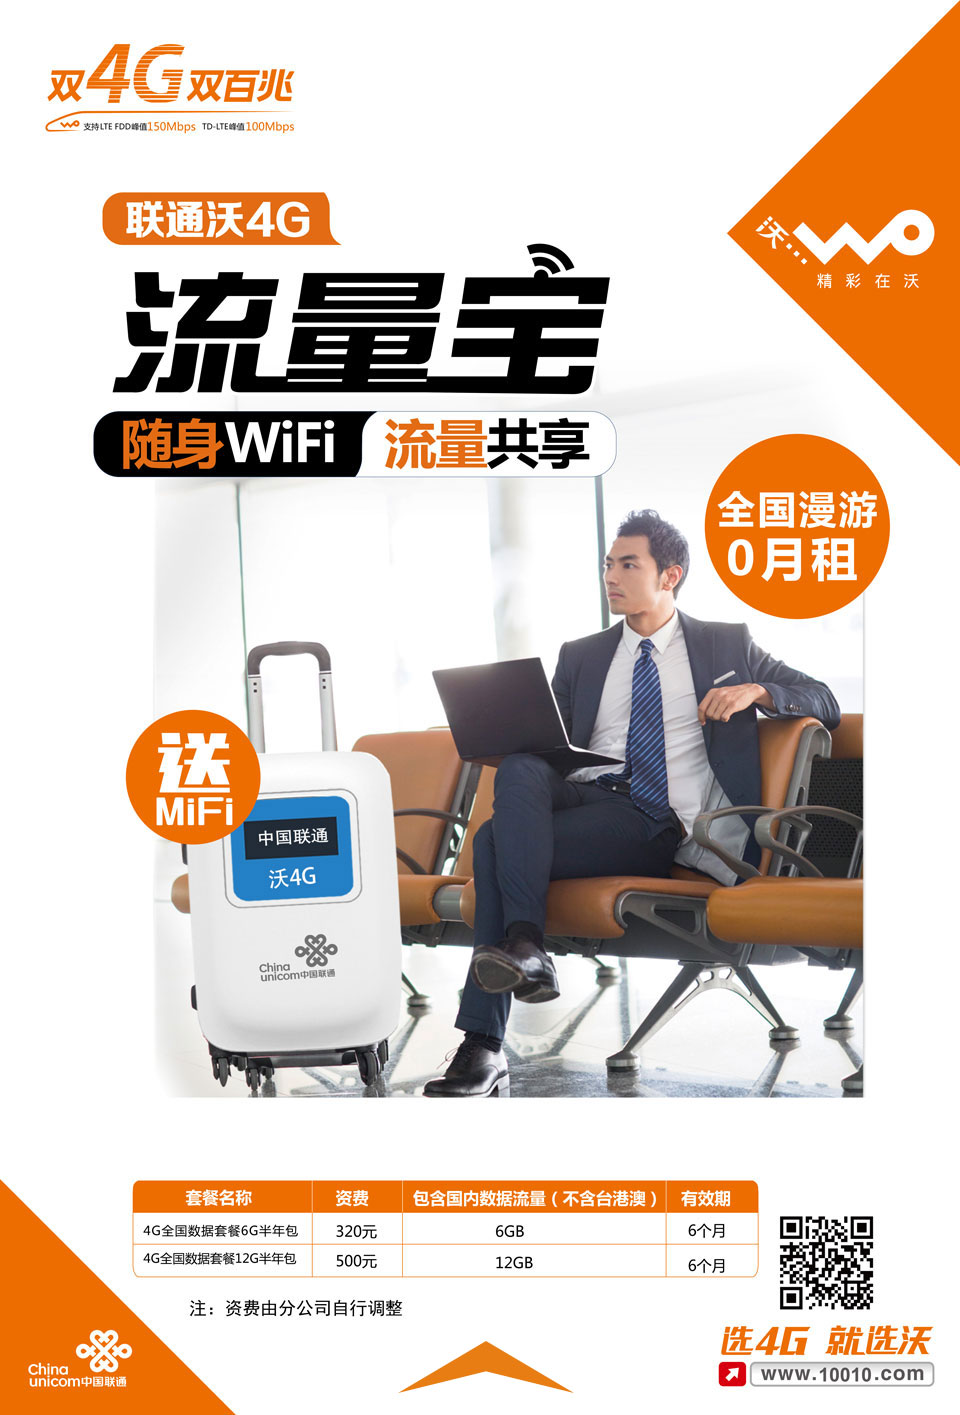 双4G双百兆
wo 支持LTE FDD峰值150Mbps TD-LTE峰值100Mbps
沃...wo
精彩在沃
联通沃4G
流量宝
随身WiFi 流量共享
全国漫游
0月租
送
MiFi
中国联通
沃4G
China
unicom中国联通
套餐名称 资费 包含国内数据流量（不含台港澳） 有效期
4G全国数据套餐6G半年包 320元 6GB 6个月
4G全国数据套餐12G半年包 500元 12GB 6个月
注：资费由分公司自行调整
选4G 就选沃
www.10010.com
China
unicom中国联通